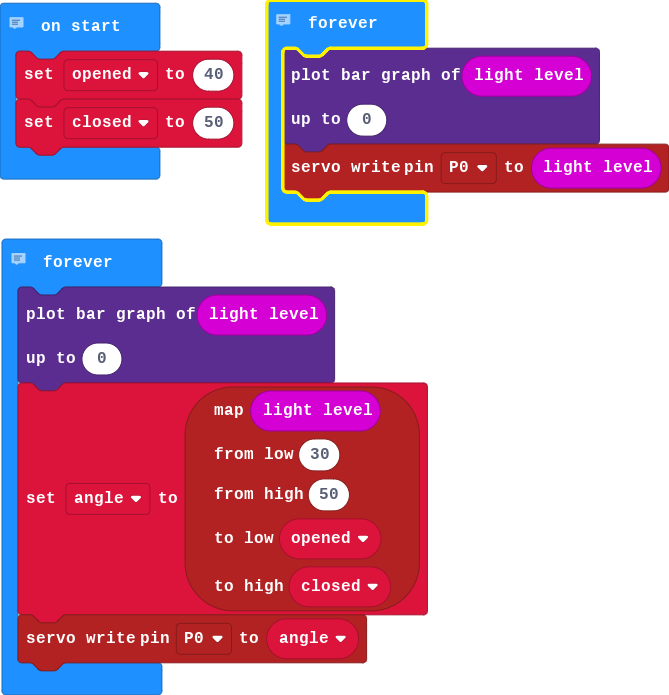 on start
set opened to 40
set closed to 50
forever
plot bar graph of light level
up to 0
servo write pin P0 to light level
forever
plot bar graph of light level
up to 0
set angle to
map light level
from low 30
from high 50
to low opened
to high closed
servo write pin P0 to angle